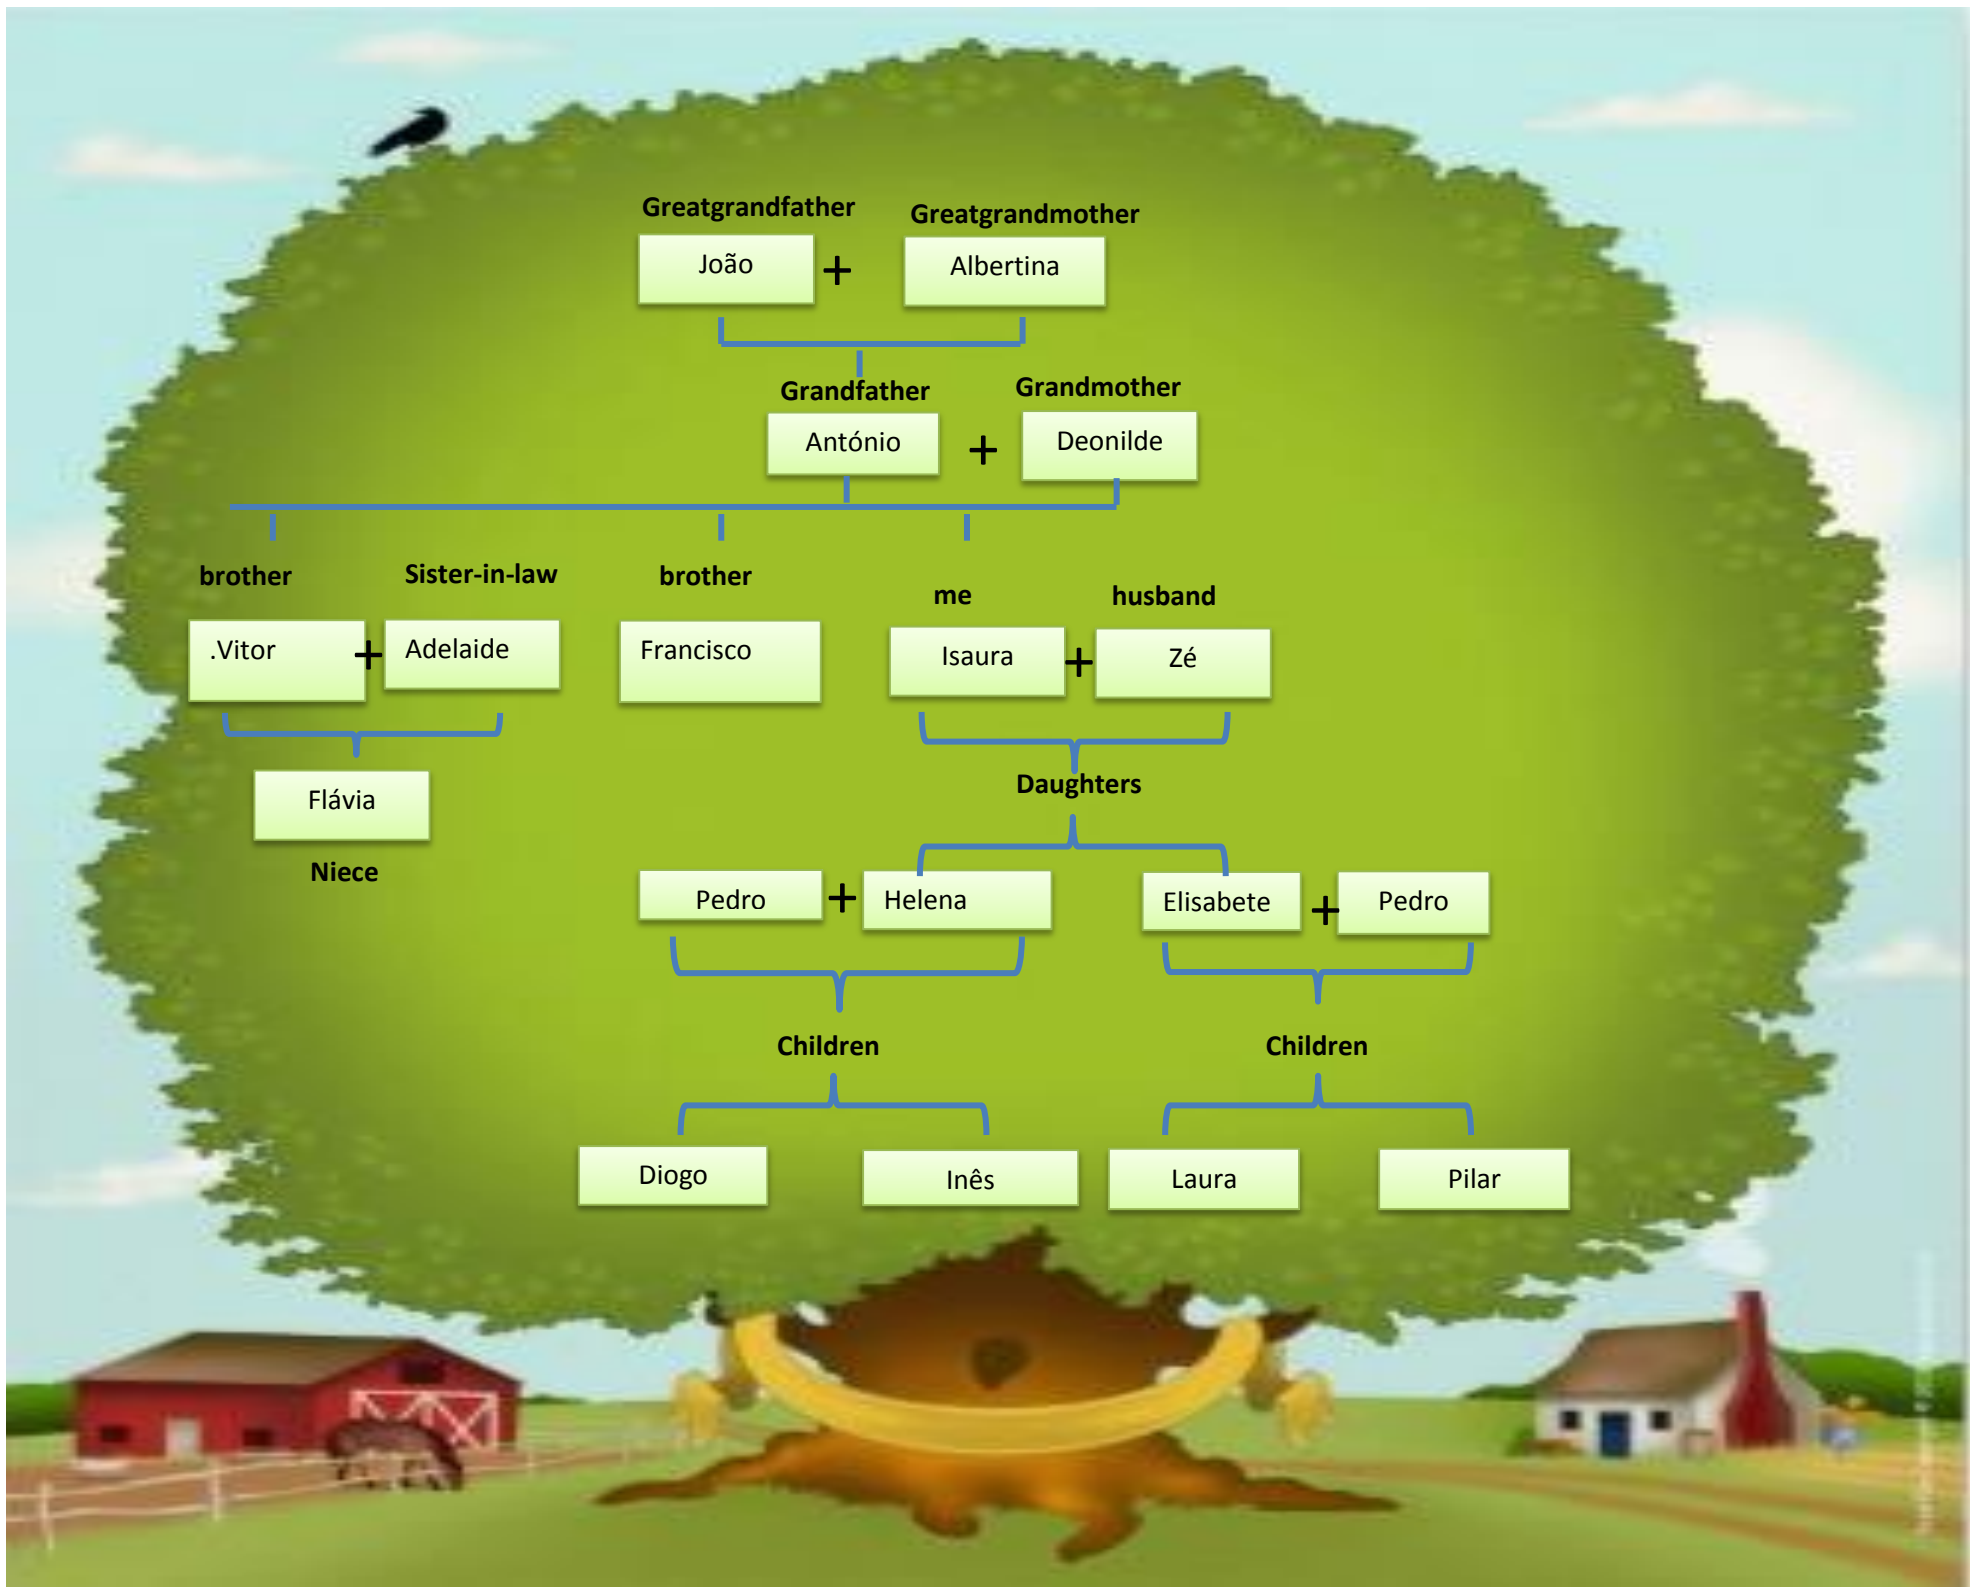 Greatgrandfather Greatgrandmother
João + Albertina
Grandfather Grandmother
António + Deonilde
brother Sister-in-law brother me husband
.Vitor + Adelaide Francisco Isaura + Zé
Daughters
Flávia
Niece
Pedro + Helena Elisabete + Pedro
Children Children
Diogo Inês Laura Pilar